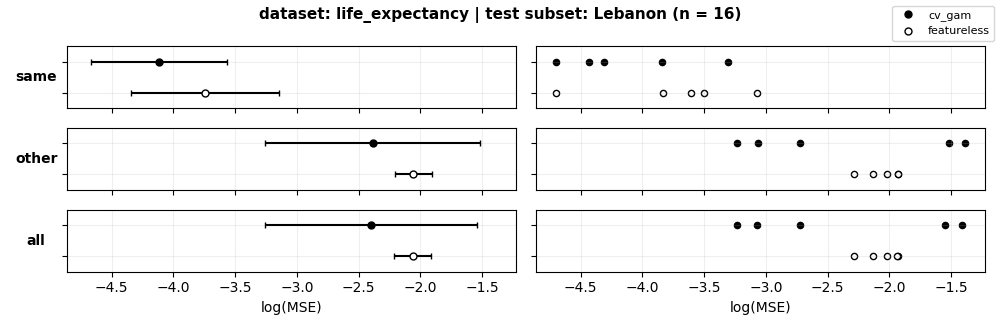 dataset: life_expectancy | test subset: Lebanon (n = 16)
cv_gam
featureless
same
other
all
−4.5 −4.0 −3.5 −3.0 −2.5 −2.0 −1.5
log(MSE)
−4.5 −4.0 −3.5 −3.0 −2.5 −2.0 −1.5
log(MSE)